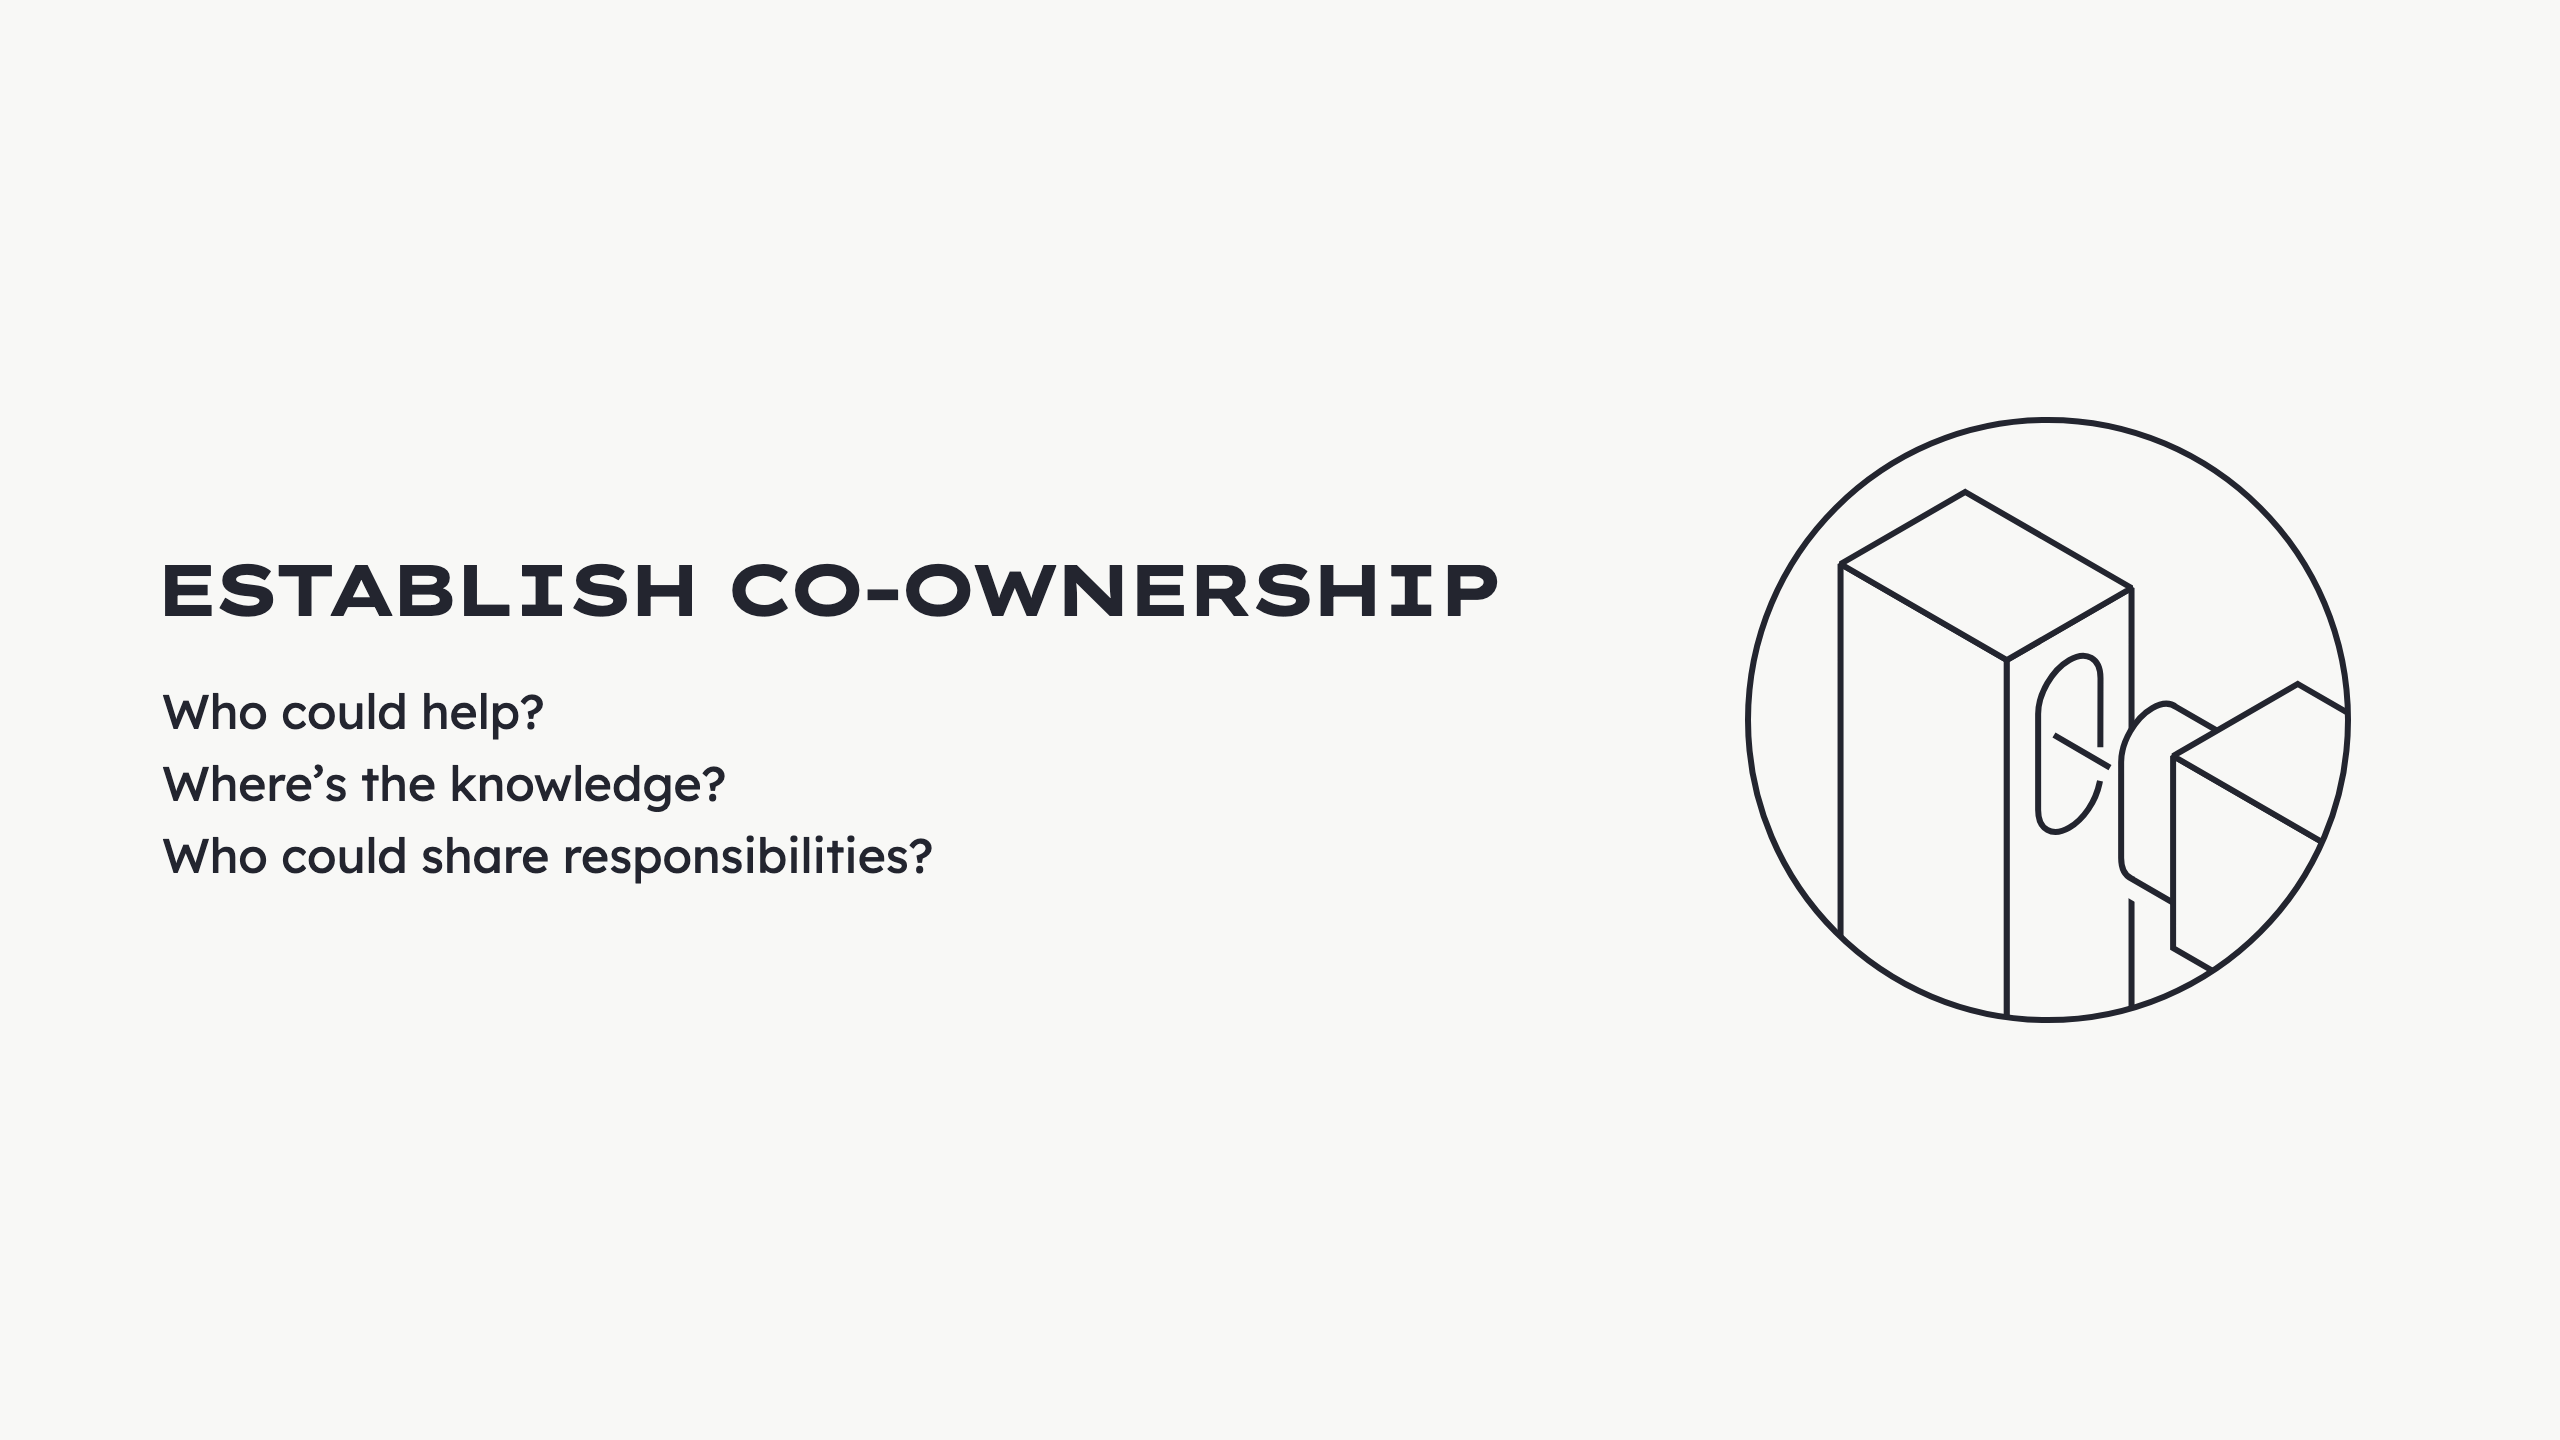 ESTABLISH CO-OWNERSHIP
Who could help?
Where’s the knowledge?
Who could share responsibilities?